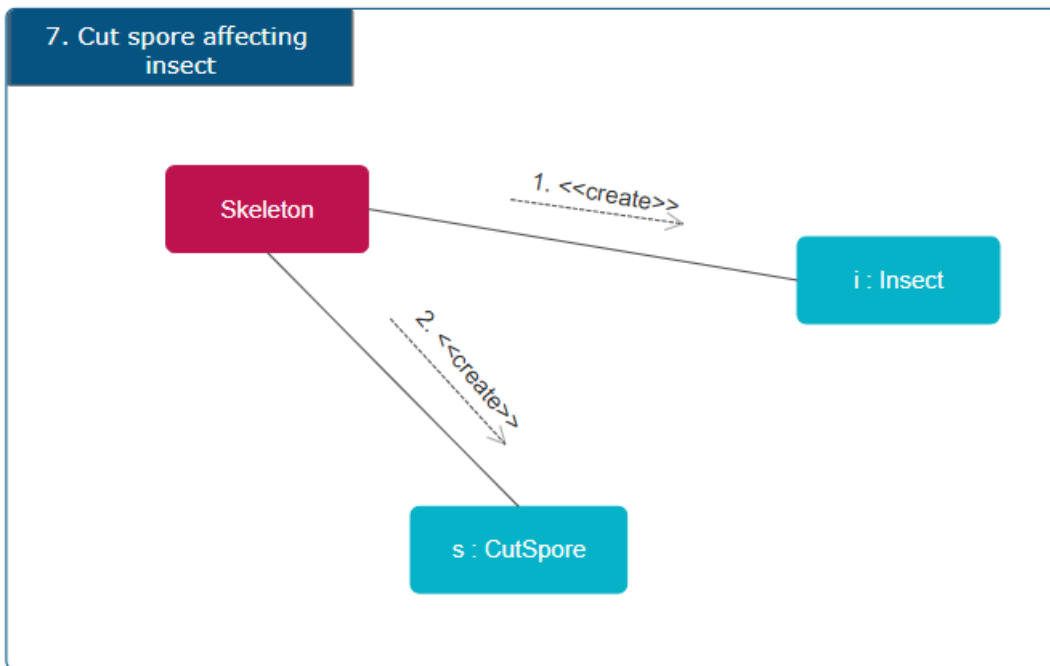 7. Cut spore affecting
insect
Skeleton
1. <<create>>
i : Insect
2. <<create>>
s : CutSpore